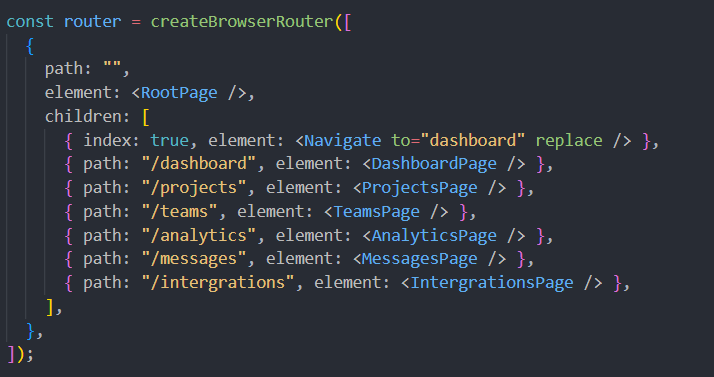 const router = createBrowserRouter([
{
path: "",
element: <RootPage />,
children: [
{ index: true, element: <Navigate to="dashboard" replace /> },
{ path: "/dashboard", element: <DashboardPage /> },
{ path: "/projects", element: <ProjectsPage /> },
{ path: "/teams", element: <TeamsPage /> },
{ path: "/analytics", element: <AnalyticsPage /> },
{ path: "/messages", element: <MessagesPage /> },
{ path: "/intergrations", element: <IntergrationsPage /> },
],
},
]);